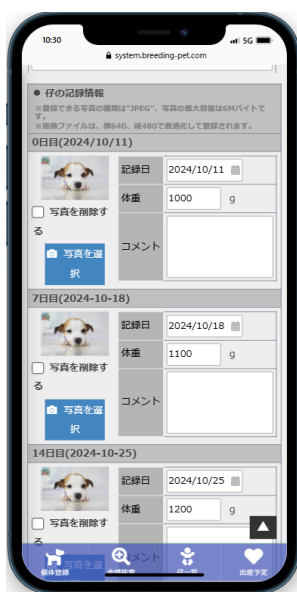 10:30
5G
system.breeding-pet.com
● 仔の記録情報
※登録できる写真の種類は"JPEG"、写真の最大容量は6Mバイトで
す。
※画像ファイルは、横640、縦480で最適化して登録されます。
0日目(2024/10/11)
記録日 2024/10/11
体重 1000 g
写真を削除す
る
コメント
写真を選
択
7日目(2024-10-18)
記録日 2024/10/18
体重 1100 g
写真を削除す
る
コメント
写真を選
択
14日目(2024-10-25)
記録日 2024/10/25
体重 1200 g
写真を削除す
る
コメント
写真を選
個体登録
仔一覧
出産予定